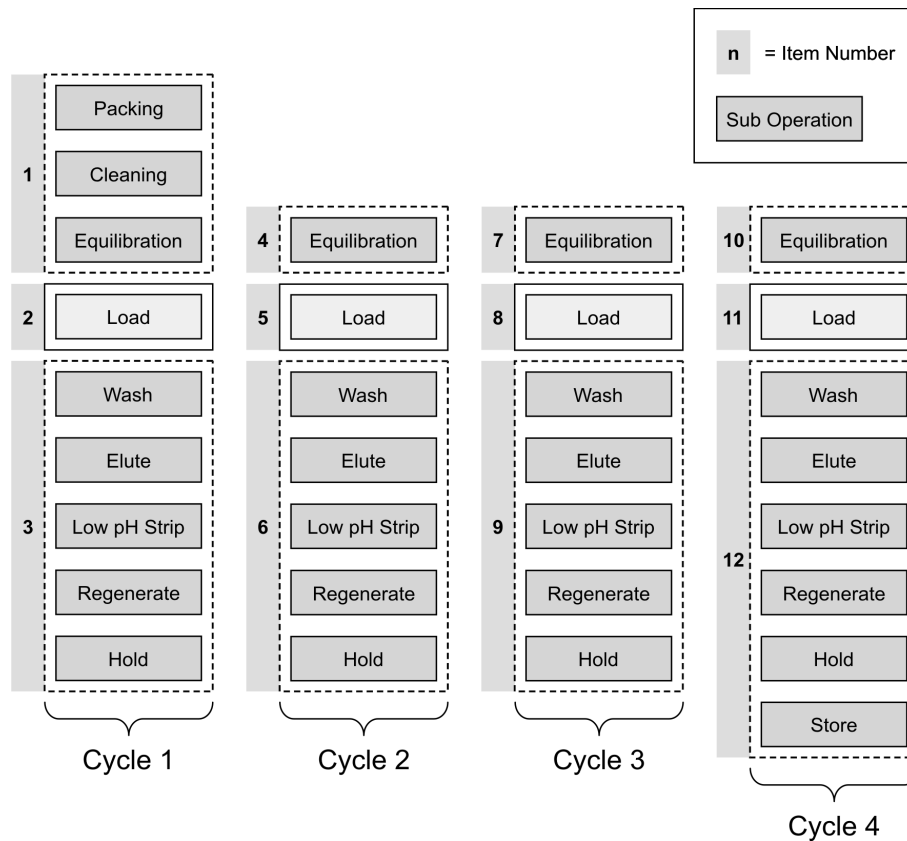 n = Item Number
Sub Operation
1
Packing
Cleaning
Equilibration
2
Load
3
Wash
Elute
Low pH Strip
Regenerate
Hold
Cycle 1
4
Equilibration
5
Load
6
Wash
Elute
Low pH Strip
Regenerate
Hold
Cycle 2
7
Equilibration
8
Load
9
Wash
Elute
Low pH Strip
Regenerate
Hold
Cycle 3
10
Equilibration
11
Load
12
Wash
Elute
Low pH Strip
Regenerate
Hold
Store
Cycle 4